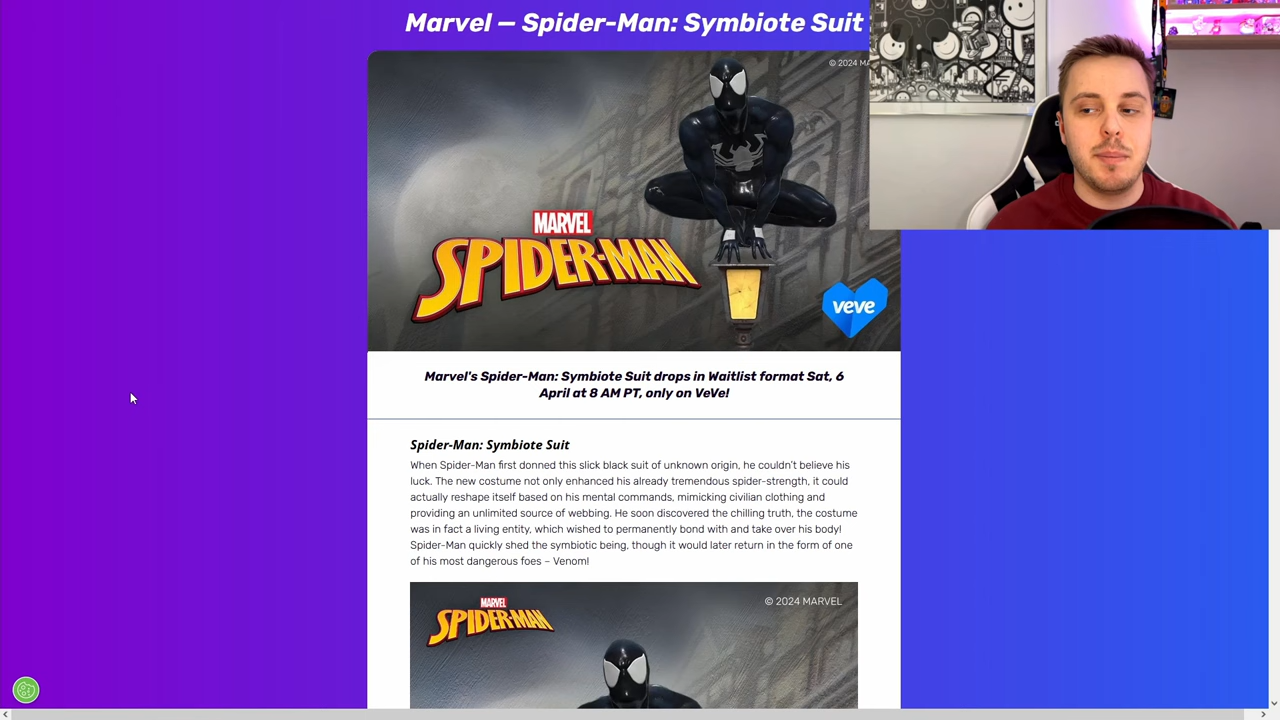 Marvel — Spider-Man: Symbiote Suit
© 2024 MA
MARVEL
SPIDER-MAN
veve
Marvel's Spider-Man: Symbiote Suit drops in Waitlist format Sat, 6
April at 8 AM PT, only on VeVe!
Spider-Man: Symbiote Suit
When Spider-Man first donned this slick black suit of unknown origin, he couldn't believe his
luck. The new costume not only enhanced his already tremendous spider-strength, it could
actually reshape itself based on his mental commands, mimicking civilian clothing and
providing an unlimited source of webbing. He soon discovered the chilling truth, the costume
was in fact a living entity, which wished to permanently bond with and take over his body!
Spider-Man quickly shed the symbiotic being, though it would later return in the form of one
of his most dangerous foes – Venom!
MARVEL
SPIDER-MAN
© 2024 MARVEL